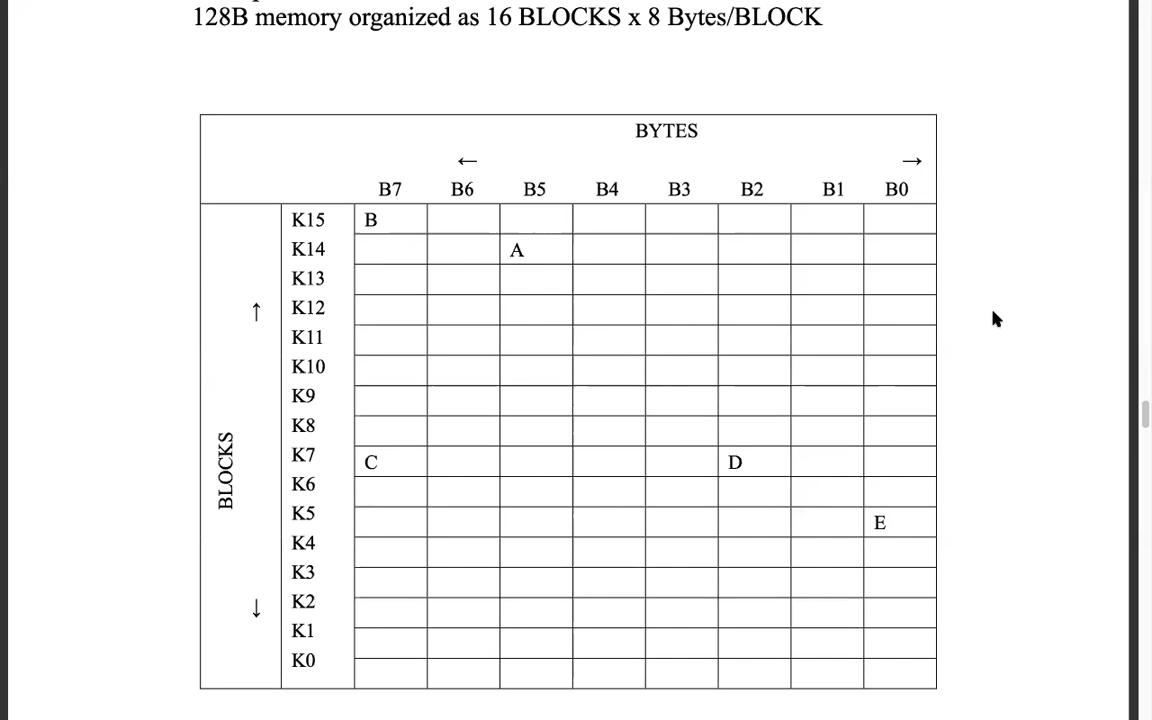 128B memory organized as 16 BLOCKS x 8 Bytes/BLOCK
BYTES
← →
B7 B6 B5 B4 B3 B2 B1 B0
K15 B
K14 A
K13
↑ K12
K11
K10
K9
K8
BLOCKS
K7 C D
K6
K5 E
K4
K3
↓ K2
K1
K0